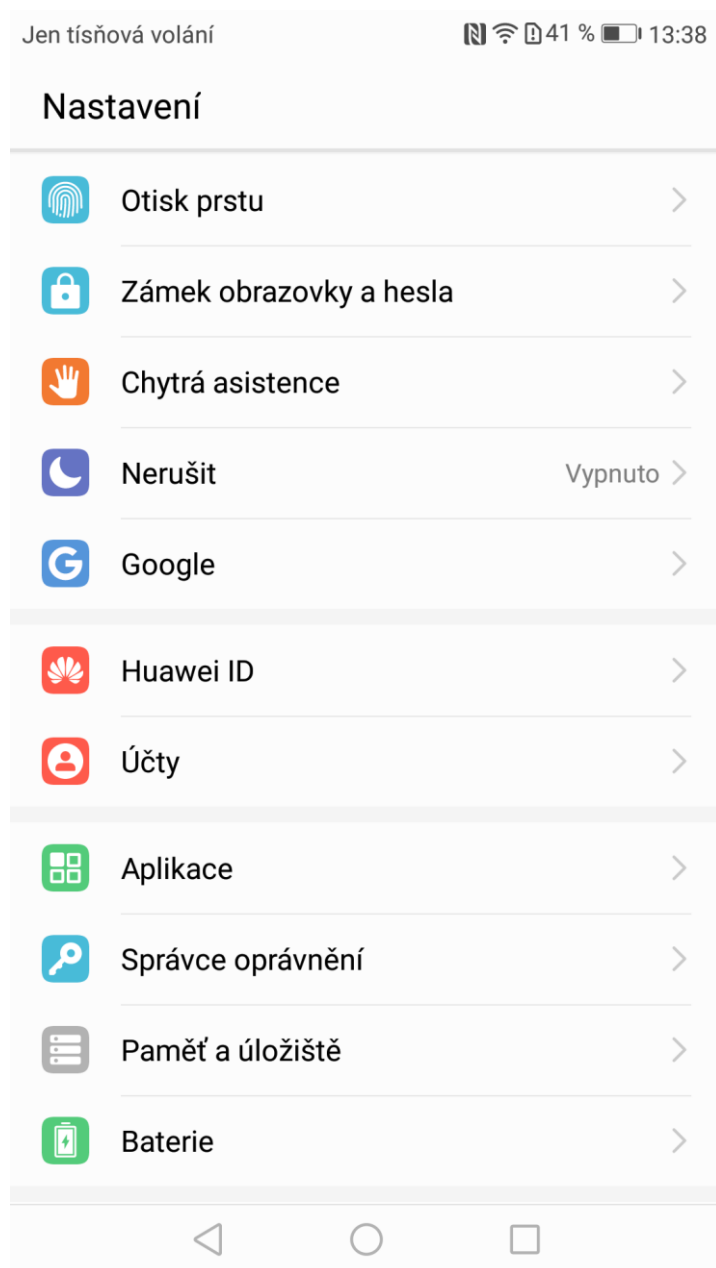 Jen tísňová volání 41 % 13:38
Nastavení
Otisk prstu
Zámek obrazovky a hesla
Chytrá asistence
Nerušit Vypnuto
Google
Huawei ID
Účty
Aplikace
Správce oprávnění
Paměť a úložiště
Baterie